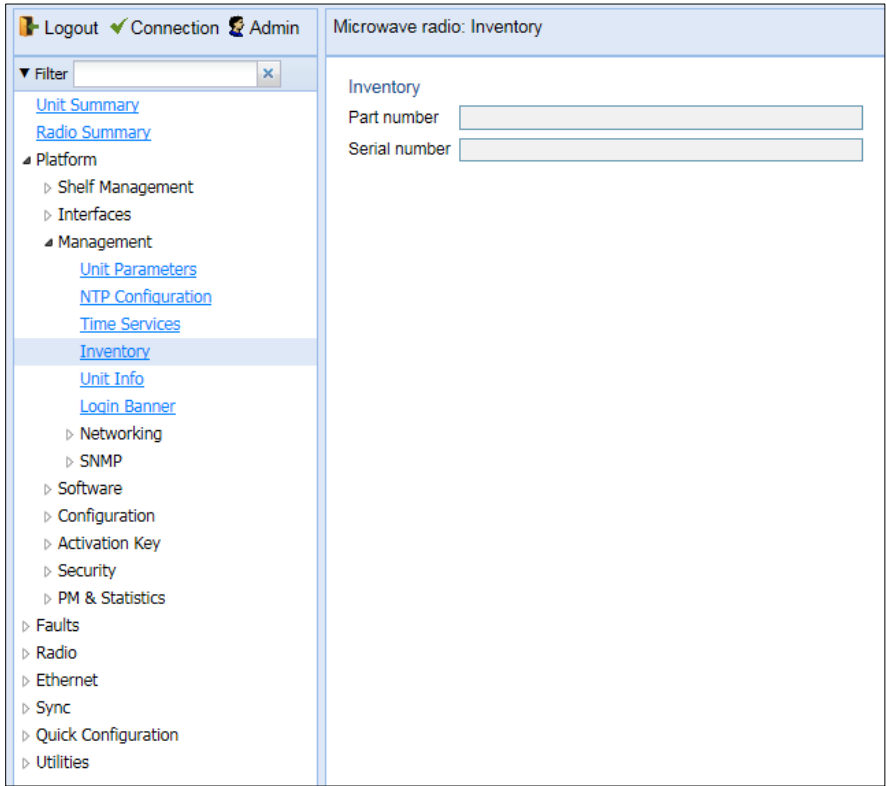 Logout Connection Admin
Filter
Unit Summary
Radio Summary
Platform
Shelf Management
Interfaces
Management
Unit Parameters
NTP Configuration
Time Services
Inventory
Unit Info
Login Banner
Networking
SNMP
Software
Configuration
Activation Key
Security
PM & Statistics
Faults
Radio
Ethernet
Sync
Quick Configuration
Utilities
Microwave radio: Inventory
Inventory
Part number
Serial number